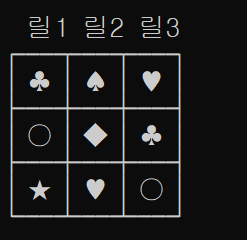 릴1 릴2 릴3
♣ ♠ ♥
○ ◆ ♣
★ ♥ ○